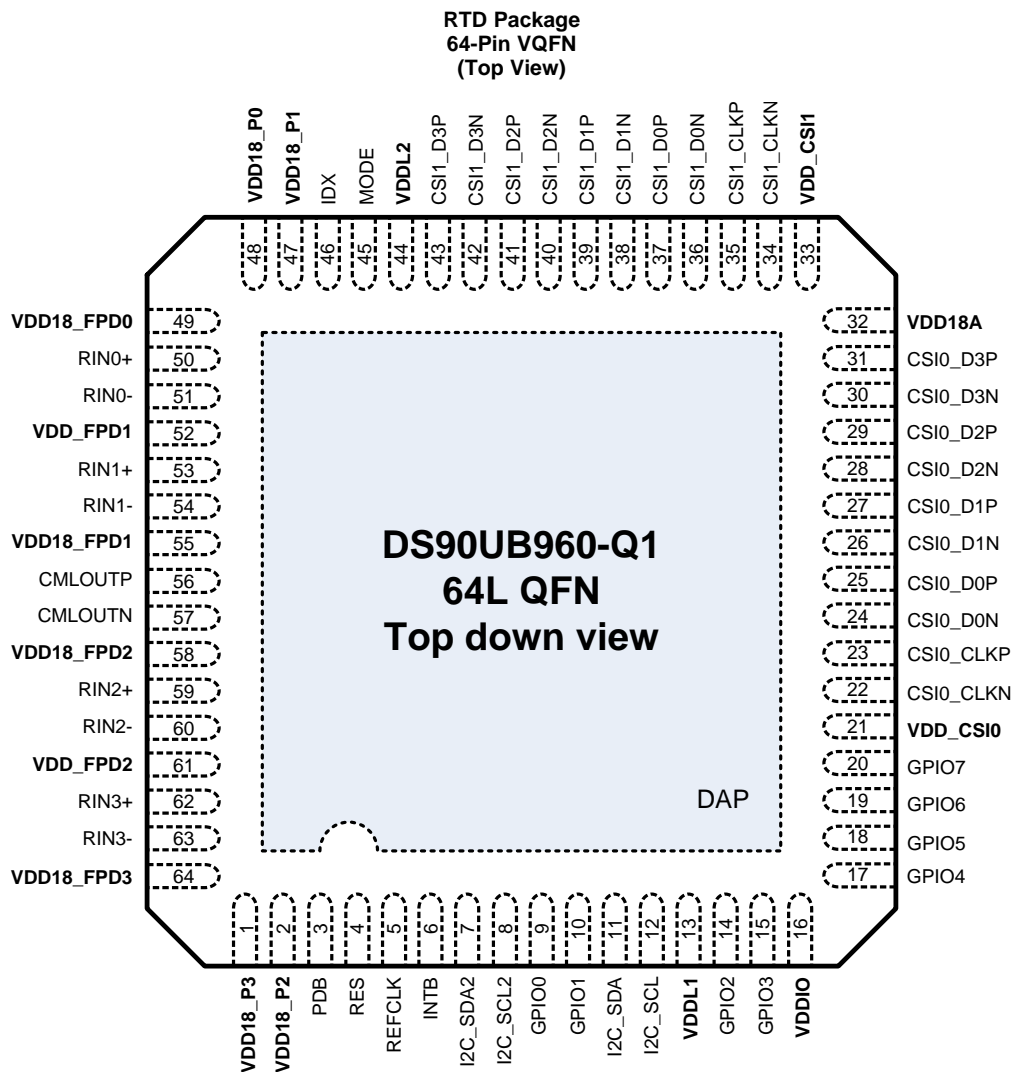 RTD Package
64-Pin VQFN
(Top View)
VDD18_P0
VDD18_P1
IDX
MODE
VDDL2
CSI1_D3P
CSI1_D3N
CSI1_D2P
CSI1_D2N
CSI1_D1P
CSI1_D1N
CSI1_D0P
CSI1_D0N
CSI1_CLKP
CSI1_CLKN
VDD_CSI1
48
47
46
45
44
43
42
41
40
39
38
37
36
35
34
33
VDD18_FPD0 49
RIN0+ 50
RIN0- 51
VDD_FPD1 52
RIN1+ 53
RIN1- 54
VDD18_FPD1 55
CMLOUTP 56
CMLOUTN 57
VDD18_FPD2 58
RIN2+ 59
RIN2- 60
VDD_FPD2 61
RIN3+ 62
RIN3- 63
VDD18_FPD3 64
DS90UB960-Q1
64L QFN
Top down view
DAP
32 VDD18A
31 CSI0_D3P
30 CSI0_D3N
29 CSI0_D2P
28 CSI0_D2N
27 CSI0_D1P
26 CSI0_D1N
25 CSI0_D0P
24 CSI0_D0N
23 CSI0_CLKP
22 CSI0_CLKN
21 VDD_CSI0
20 GPIO7
19 GPIO6
18 GPIO5
17 GPIO4
1
2
3
4
5
6
7
8
9
10
11
12
13
14
15
16
VDD18_P3
VDD18_P2
PDB
RES
REFCLK
INTB
I2C_SDA2
I2C_SCL2
GPIO0
GPIO1
I2C_SDA
I2C_SCL
VDDL1
GPIO2
GPIO3
VDDIO